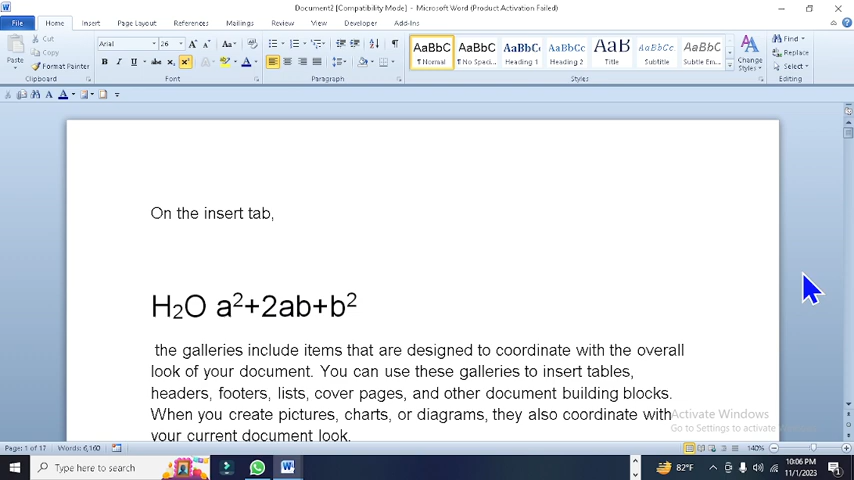 Document2 [Compatibility Mode] - Microsoft Word (Product Activation Failed)
File Home Insert Page Layout References Mailings Review View Developer Add-Ins
Paste Cut Copy Format Painter
Arial 26
AaBbC AaBbC AaBbC AaBbCc AaB AaBbCc AaBbC
¶ Normal ¶ No Spaci... Heading 1 Heading 2 Title Subtitle Subtle Em...
Change Styles
Find Replace Select
Clipboard Font Paragraph Styles Editing
On the insert tab,
H₂O a²+2ab+b²
the galleries include items that are designed to coordinate with the overall
look of your document. You can use these galleries to insert tables,
headers, footers, lists, cover pages, and other document building blocks.
When you create pictures, charts, or diagrams, they also coordinate with
your current document look.
Activate Windows
Go to Settings to activate
Page: 1 of 17 Words: 6,160 140%
Type here to search 82°F 10:06 PM
11/1/2023